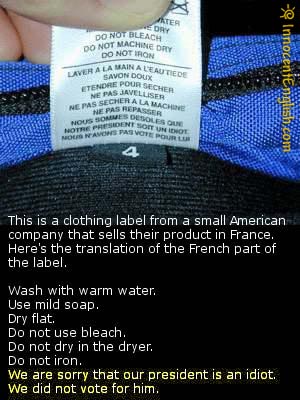 WATER
DRY
DO NOT BLEACH
DO NOT MACHINE DRY
DO NOT IRON
LAVER A LA MAIN A L'EAU TIEDE
SAVON DOUX
ETENDRE POUR SECHER
NE PAS JAVELLISER
NE PAS SECHER A LA MACHINE
NE PAS REPASSER
NOUS SOMMES DESOLES QUE
NOTRE PRESIDENT SOIT UN IDIOT.
NOUS N'AVONS PAS VOTE POUR LUI
4
InnocentEnglish.com
This is a clothing label from a small American
company that sells their product in France.
Here's the translation of the French part of
the label.
Wash with warm water.
Use mild soap.
Dry flat.
Do not use bleach.
Do not dry in the dryer.
Do not iron.
We are sorry that our president is an idiot.
We did not vote for him.